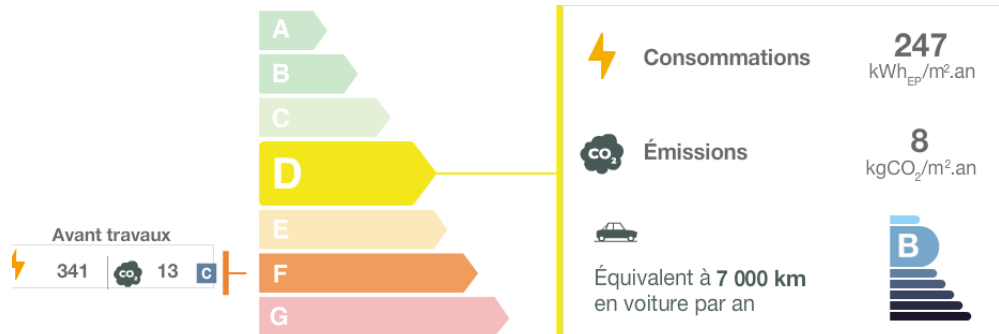 A
B
C
D
E
F
G
Avant travaux
341 CO₂ 13 C
Consommations 247
kWhEP/m².an
CO₂ Émissions 8
kgCO₂/m².an
B
Équivalent à 7 000 km
en voiture par an